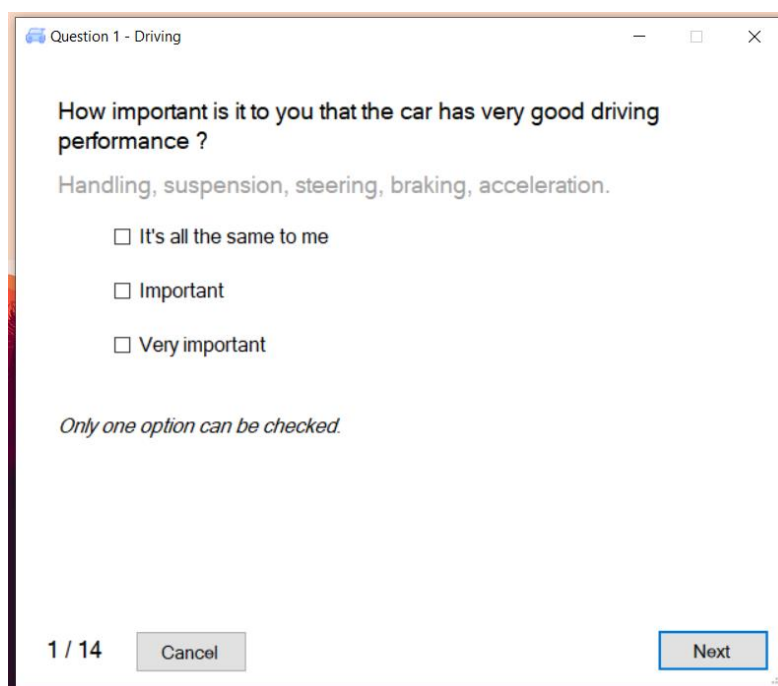 Question 1 - Driving
How important is it to you that the car has very good driving
performance ?
Handling, suspension, steering, braking, acceleration.
It's all the same to me
Important
Very important
Only one option can be checked.
1 / 14
Cancel
Next